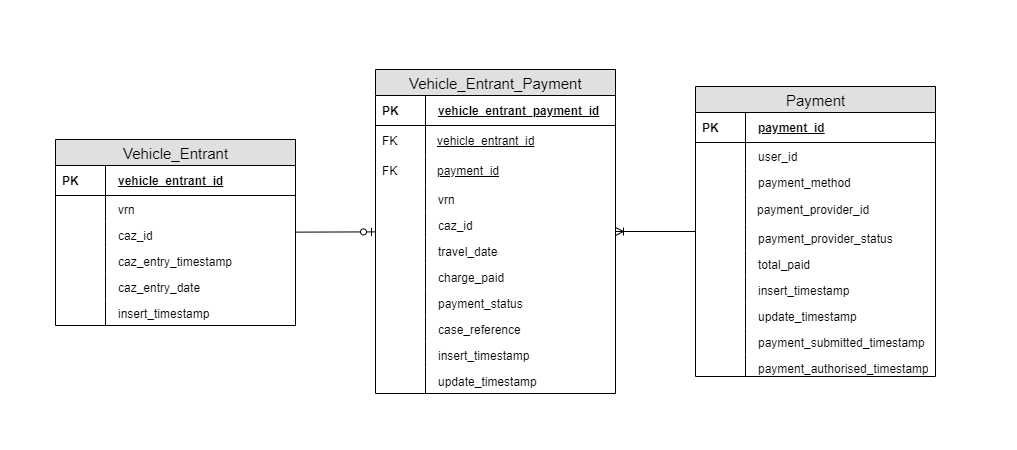 Vehicle_Entrant
PK vehicle_entrant_id
vrn
caz_id
caz_entry_timestamp
caz_entry_date
insert_timestamp
Vehicle_Entrant_Payment
PK vehicle_entrant_payment_id
FK vehicle_entrant_id
FK payment_id
vrn
caz_id
travel_date
charge_paid
payment_status
case_reference
insert_timestamp
update_timestamp
Payment
PK payment_id
user_id
payment_method
payment_provider_id
payment_provider_status
total_paid
insert_timestamp
update_timestamp
payment_submitted_timestamp
payment_authorised_timestamp